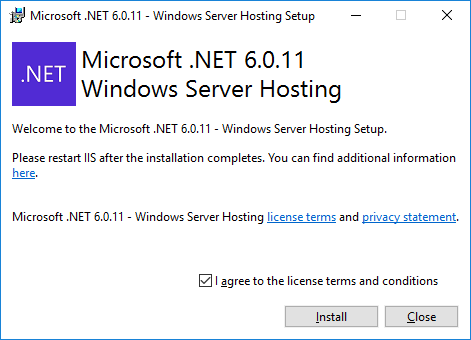 Microsoft .NET 6.0.11 - Windows Server Hosting Setup
.NET
Microsoft .NET 6.0.11
Windows Server Hosting
Welcome to the Microsoft .NET 6.0.11 - Windows Server Hosting Setup.
Please restart IIS after the installation completes. You can find additional information
here.
Microsoft .NET 6.0.11 - Windows Server Hosting license terms and privacy statement.
I agree to the license terms and conditions
Install
Close